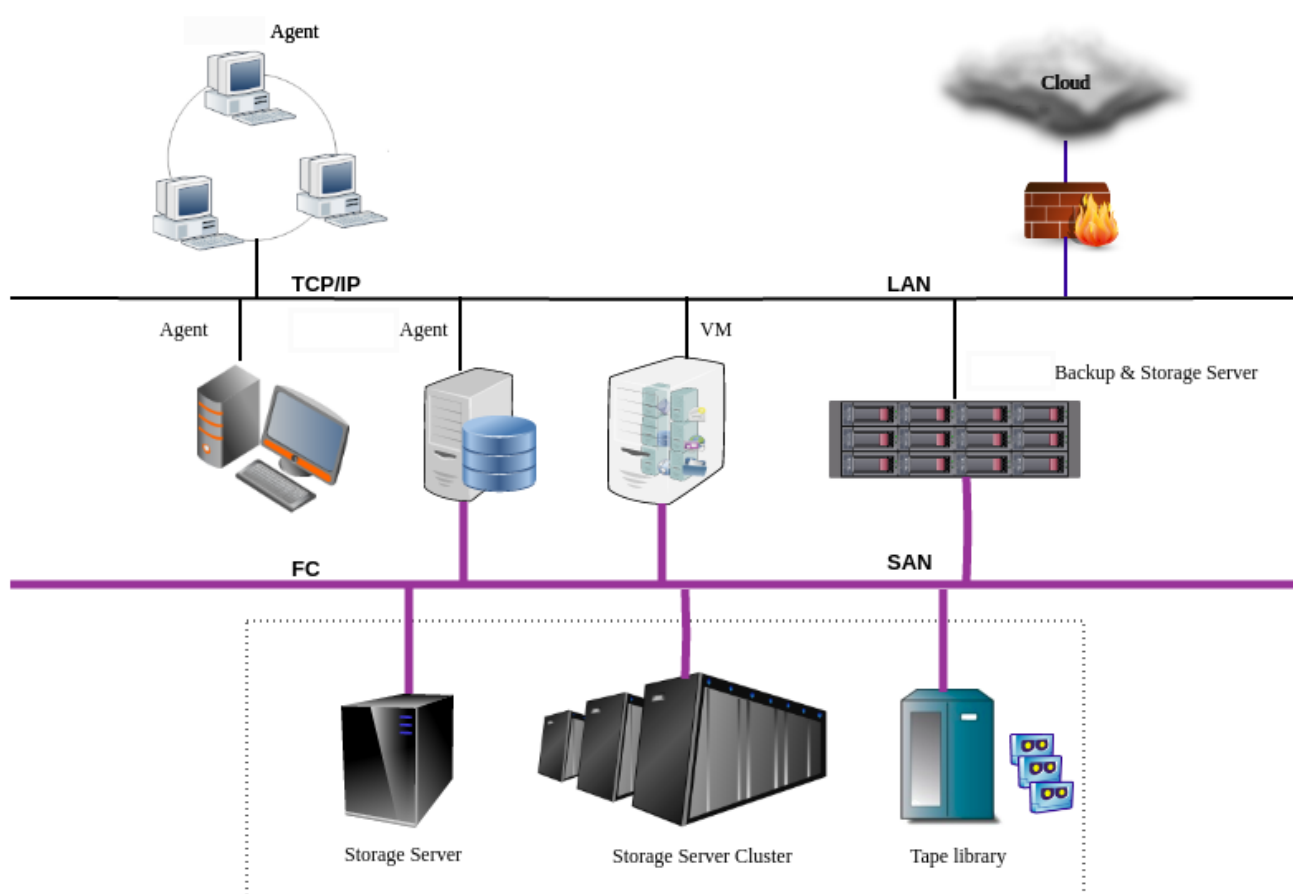 Agent
Cloud
TCP/IP
LAN
Agent
Agent
VM
Backup & Storage Server
FC
SAN
Storage Server
Storage Server Cluster
Tape library